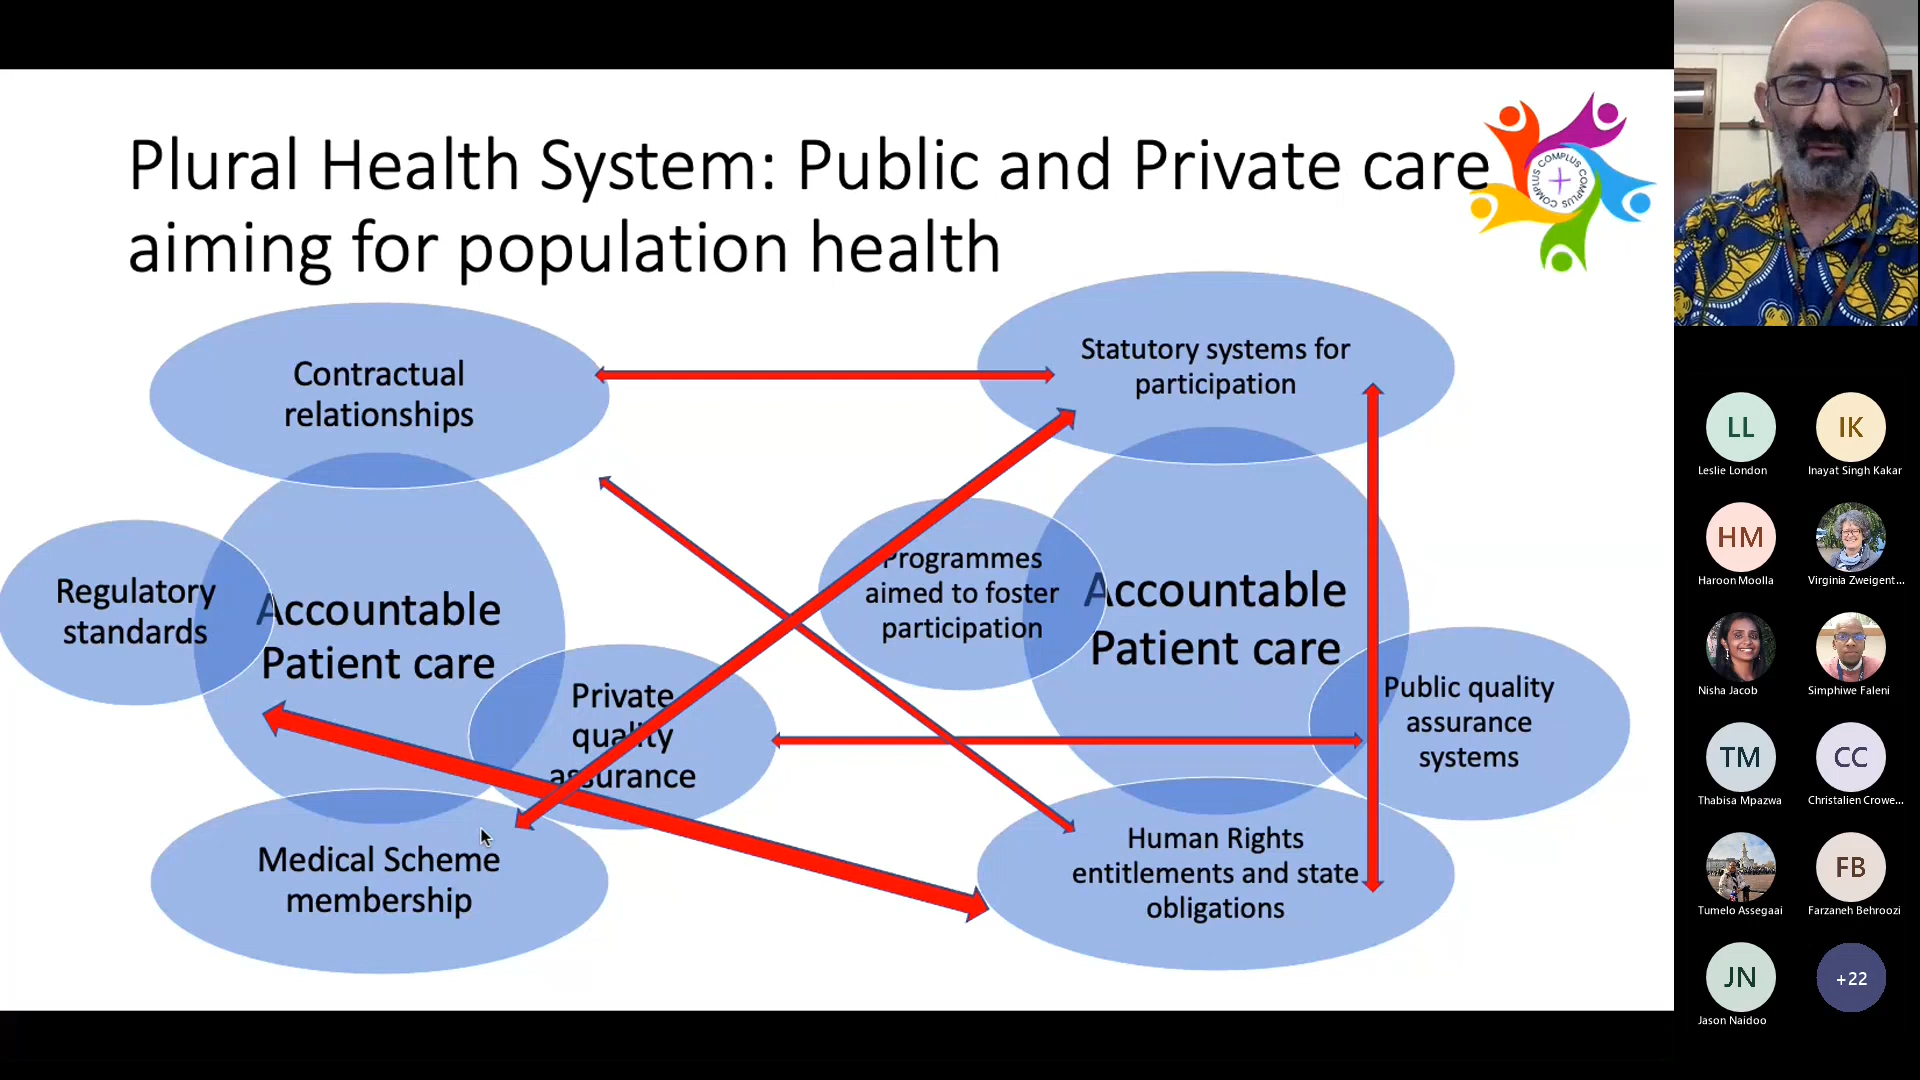 Plural Health System: Public and Private care
aiming for population health
COMPLUS COMPLUS COMPLUS
Contractual
relationships
Regulatory
standards
Accountable
Patient care
Private
quality
assurance
Medical Scheme
membership
Statutory systems for
participation
Programmes
aimed to foster
participation
Accountable
Patient care
Public quality
assurance
systems
Human Rights
entitlements and state
obligations
LL
Leslie London
IK
Inayat Singh Kakar
HM
Haroon Moolla
Virginia Zweigent...
Nisha Jacob
Simphiwe Faleni
TM
Thabisa Mpazwa
CC
Christalien Crowe...
Tumelo Assegaai
FB
Farzaneh Behroozi
JN
Jason Naidoo
+22